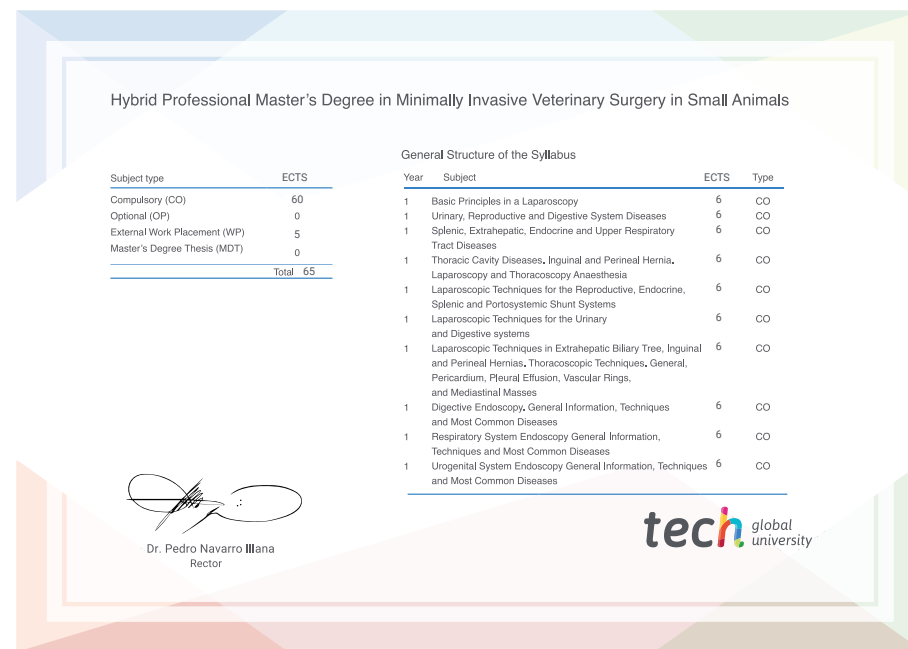 Hybrid Professional Master's Degree in Minimally Invasive Veterinary Surgery in Small Animals
Subject type ECTS
Compulsory (CO) 60
Optional (OP) 0
External Work Placement (WP) 5
Master's Degree Thesis (MDT) 0
Total 65
General Structure of the Syllabus
Year Subject ECTS Type
1 Basic Principles in a Laparoscopy 6 CO
1 Urinary, Reproductive and Digestive System Diseases 6 CO
1 Splenic, Extrahepatic, Endocrine and Upper Respiratory 6 CO
Tract Diseases
1 Thoracic Cavity Diseases. Inguinal and Perineal Hernia. 6 CO
Laparoscopy and Thoracoscopy Anaesthesia
1 Laparoscopic Techniques for the Reproductive, Endocrine, 6 CO
Splenic and Portosystemic Shunt Systems
1 Laparoscopic Techniques for the Urinary 6 CO
and Digestive systems
1 Laparoscopic Techniques in Extrahepatic Biliary Tree, Inguinal 6 CO
and Perineal Hernias. Thoracoscopic Techniques. General,
Pericardium, Pleural Effusion, Vascular Rings,
and Mediastinal Masses
1 Digestive Endoscopy. General Information, Techniques 6 CO
and Most Common Diseases
1 Respiratory System Endoscopy General Information, 6 CO
Techniques and Most Common Diseases
1 Urogenital System Endoscopy General Information, Techniques 6 CO
and Most Common Diseases
Dr. Pedro Navarro Illana
Rector
tech global
university